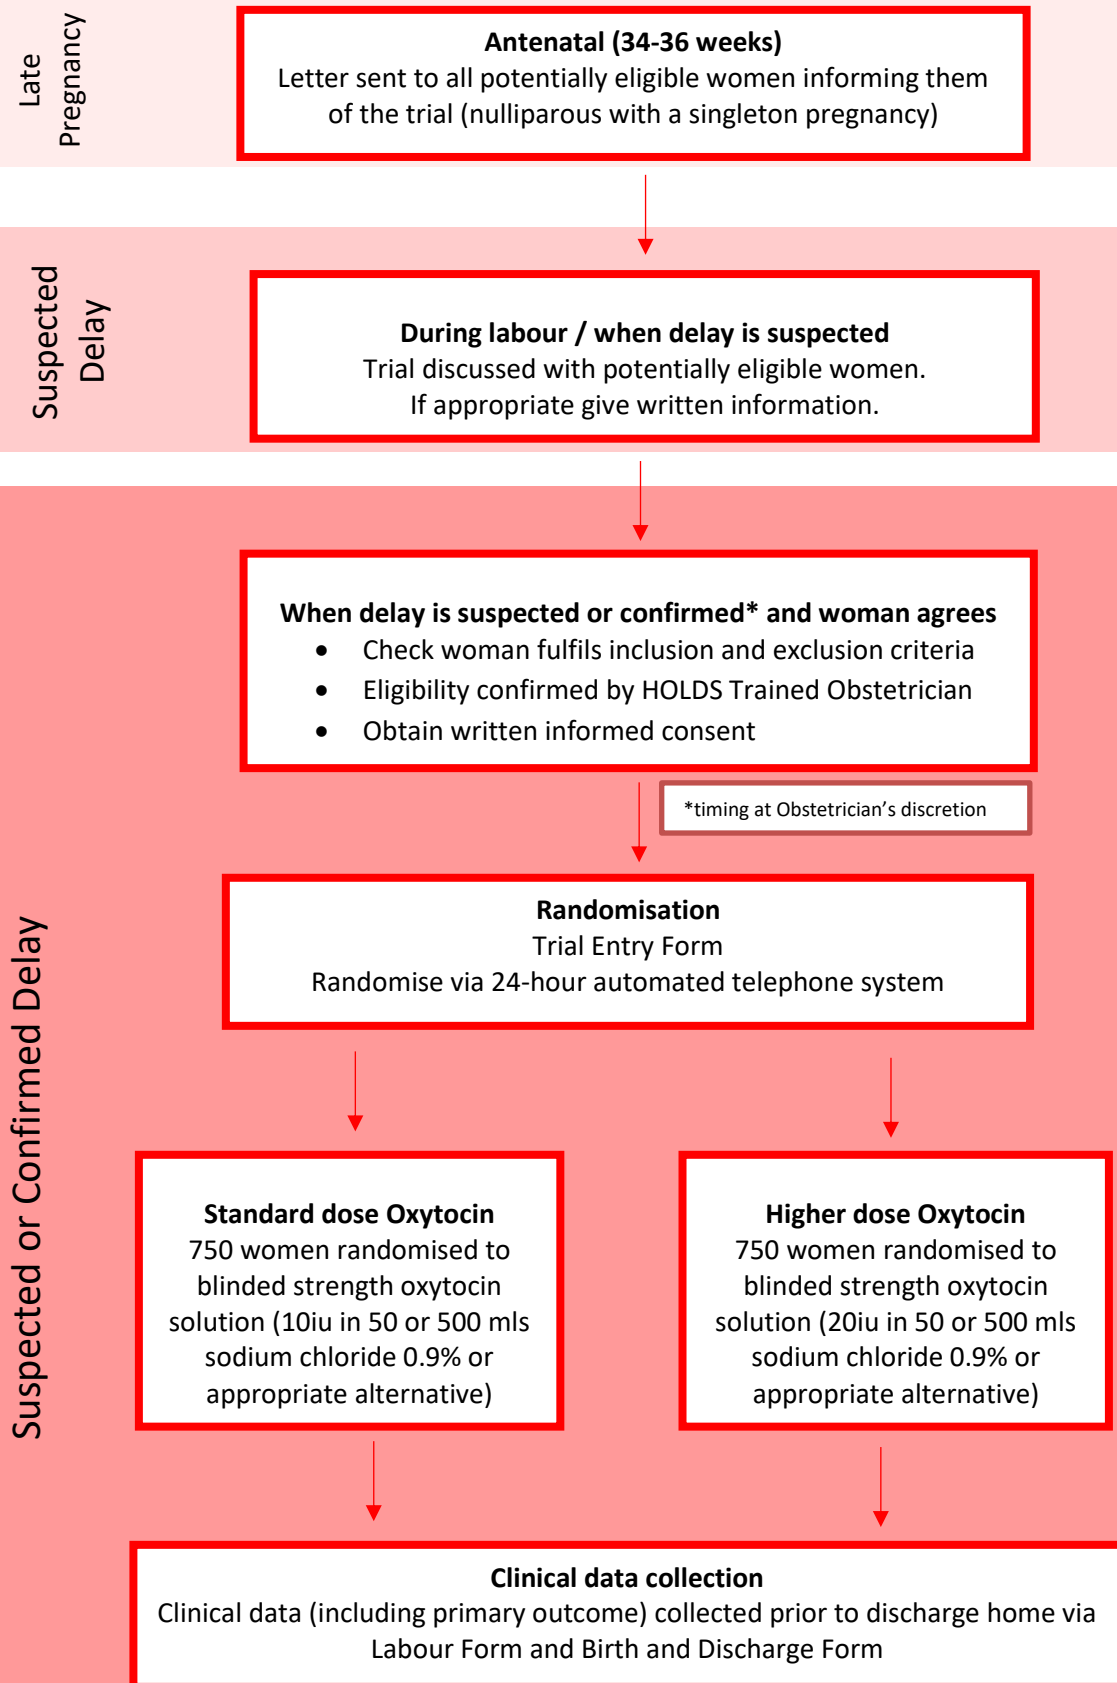 Late
Pregnancy
Antenatal (34-36 weeks)
Letter sent to all potentially eligible women informing them
of the trial (nulliparous with a singleton pregnancy)
Suspected
Delay
During labour / when delay is suspected
Trial discussed with potentially eligible women.
If appropriate give written information.
Suspected or Confirmed Delay
When delay is suspected or confirmed* and woman agrees
• Check woman fulfils inclusion and exclusion criteria
• Eligibility confirmed by HOLDS Trained Obstetrician
• Obtain written informed consent
*timing at Obstetrician’s discretion
Randomisation
Trial Entry Form
Randomise via 24-hour automated telephone system
Standard dose Oxytocin
750 women randomised to
blinded strength oxytocin
solution (10iu in 50 or 500 mls
sodium chloride 0.9% or
appropriate alternative)
Higher dose Oxytocin
750 women randomised to
blinded strength oxytocin
solution (20iu in 50 or 500 mls
sodium chloride 0.9% or
appropriate alternative)
Clinical data collection
Clinical data (including primary outcome) collected prior to discharge home via
Labour Form and Birth and Discharge Form